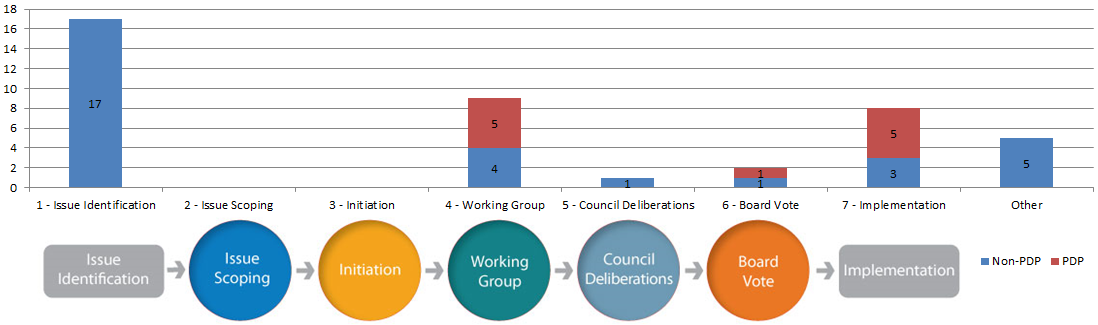 18
16
14
12
10
8
6
4
2
0
17
5
4
1
1
1
5
3
5
1 - Issue Identification 2 - Issue Scoping 3 - Initiation 4 - Working Group 5 - Council Deliberations 6 - Board Vote 7 - Implementation Other
Issue
Identification
Issue
Scoping
Initiation
Working
Group
Council
Deliberations
Board
Vote
Implementation
Non-PDP PDP